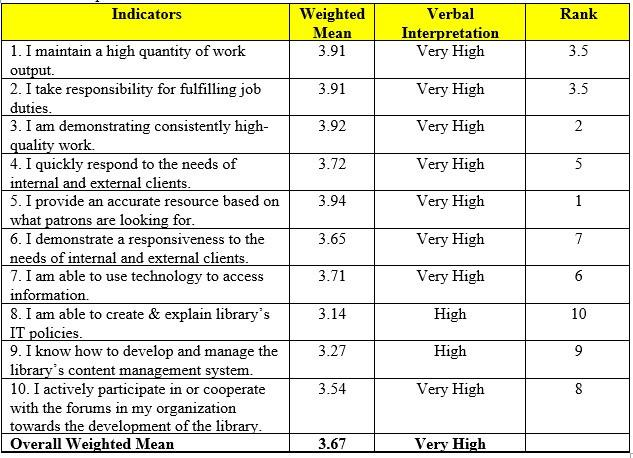 Indicators Weighted Mean Verbal Interpretation Rank
1. I maintain a high quantity of work 3.91 Very High 3.5
output.
2. I take responsibility for fulfilling job 3.91 Very High 3.5
duties.
3. I am demonstrating consistently high- 3.92 Very High 2
quality work.
4. I quickly respond to the needs of 3.72 Very High 5
internal and external clients.
5. I provide an accurate resource based on 3.94 Very High 1
what patrons are looking for.
6. I demonstrate a responsiveness to the 3.65 Very High 7
needs of internal and external clients.
7. I am able to use technology to access 3.71 Very High 6
information.
8. I am able to create & explain library’s 3.14 High 10
IT policies.
9. I know how to develop and manage the 3.27 High 9
library’s content management system.
10. I actively participate in or cooperate 3.54 Very High 8
with the forums in my organization
towards the development of the library.
Overall Weighted Mean 3.67 Very High